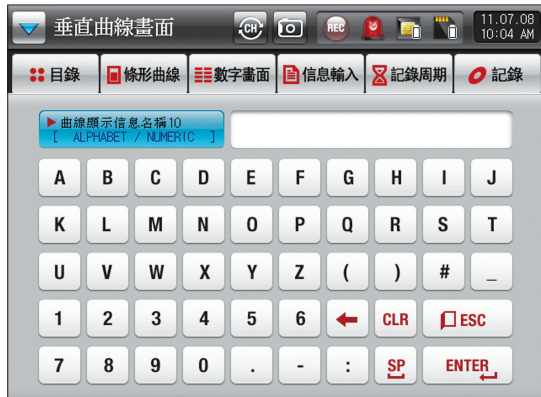 垂直曲線畫面 CH REC 11.07.08
10:04 AM
目錄 條形曲線 數字畫面 信息輸入 記錄周期 記錄
曲線顯示信息名稱10
[ ALPHABET / NUMERIC ]
A B C D E F G H I J
K L M N O P Q R S T
U V W X Y Z ( ) # _
1 2 3 4 5 6 CLR ESC
7 8 9 0 . - : SP ENTER